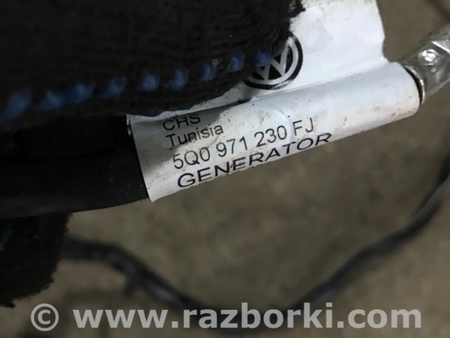 CHS
Tunisia
5Q0 971 230 FJ
GENERATOR
© www.razborki.com